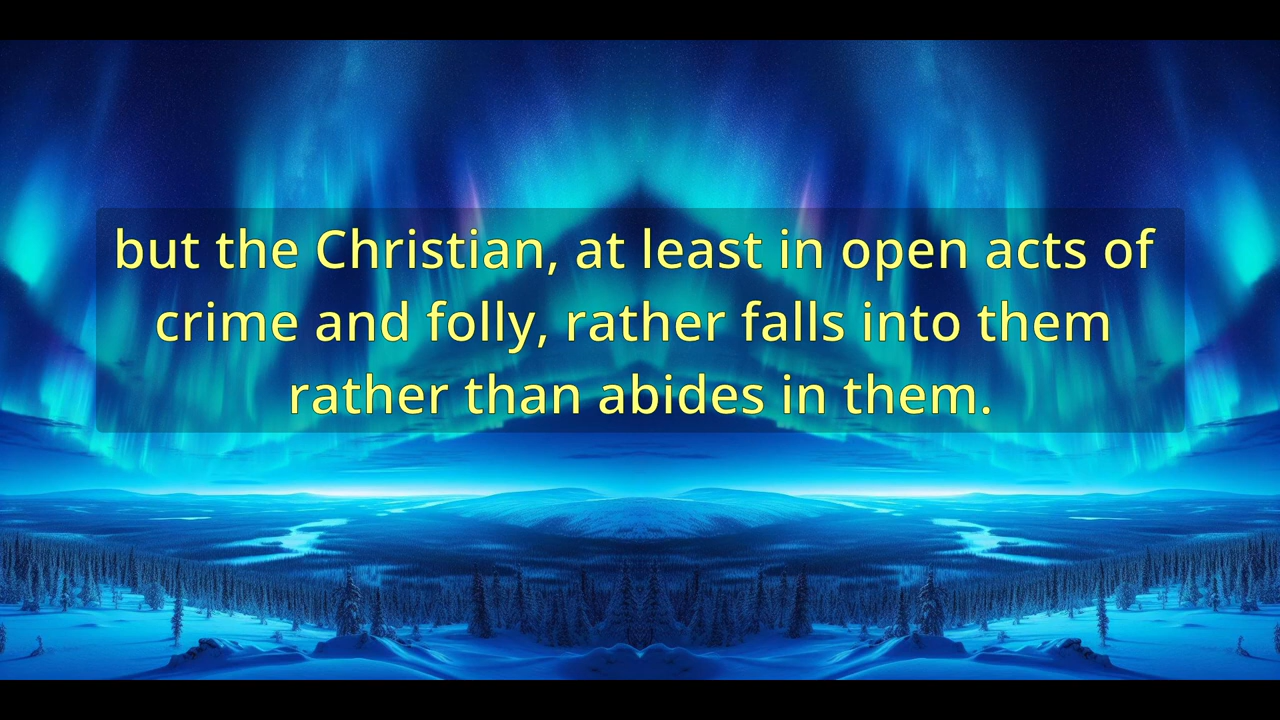 but the Christian, at least in open acts of
crime and folly, rather falls into them
rather than abides in them.